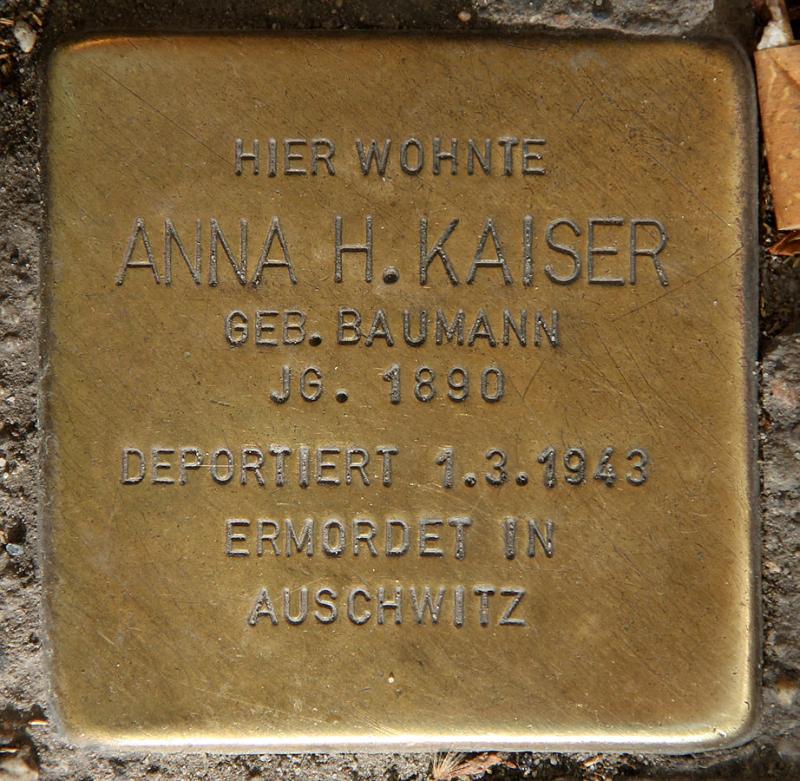 HIER WOHNTE
ANNA H. KAISER
GEB. BAUMANN
JG. 1890
DEPORTIERT 1.3.1943
ERMORDET IN
AUSCHWITZ